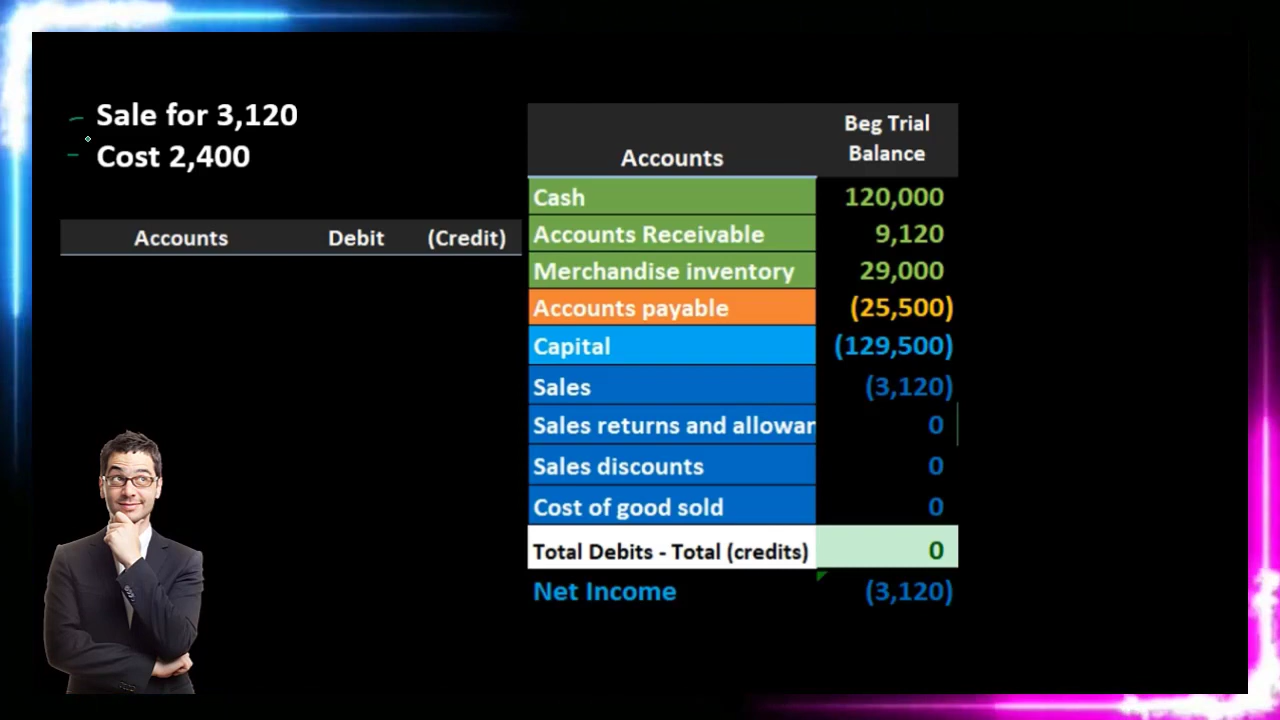 Sale for 3,120
Cost 2,400
Accounts Debit (Credit)
Accounts Beg Trial Balance
Cash 120,000
Accounts Receivable 9,120
Merchandise inventory 29,000
Accounts payable (25,500)
Capital (129,500)
Sales (3,120)
Sales returns and allowar 0
Sales discounts 0
Cost of good sold 0
Total Debits - Total (credits) 0
Net Income (3,120)